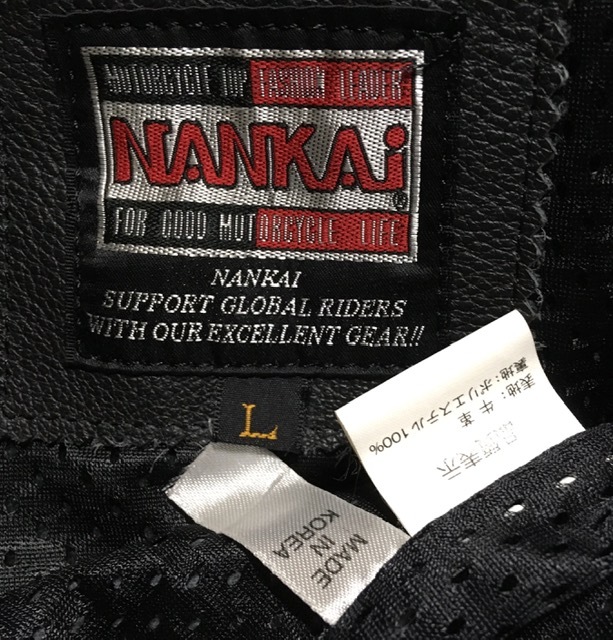 MOTORCYCLE TOP FASHION LEADER
NANKAi
®
FOR GOOD MOTORCYCLE LIFE
NANKAI
SUPPORT GLOBAL RIDERS
WITH OUR EXCELLENT GEAR!!
L
品質表示
表地:牛革
裏地:ポリエステル100%
MADE
IN
KOREA